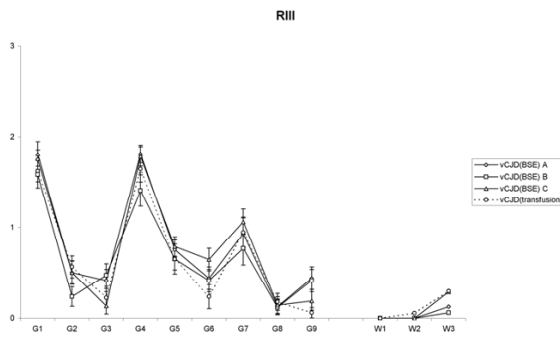 RIII
3
2
1
0
G1 G2 G3 G4 G5 G6 G7 G8 G9 W1 W2 W3
vCJD(BSE) A
vCJD(BSE) B
vCJD(BSE) C
vCJD(transfusion)